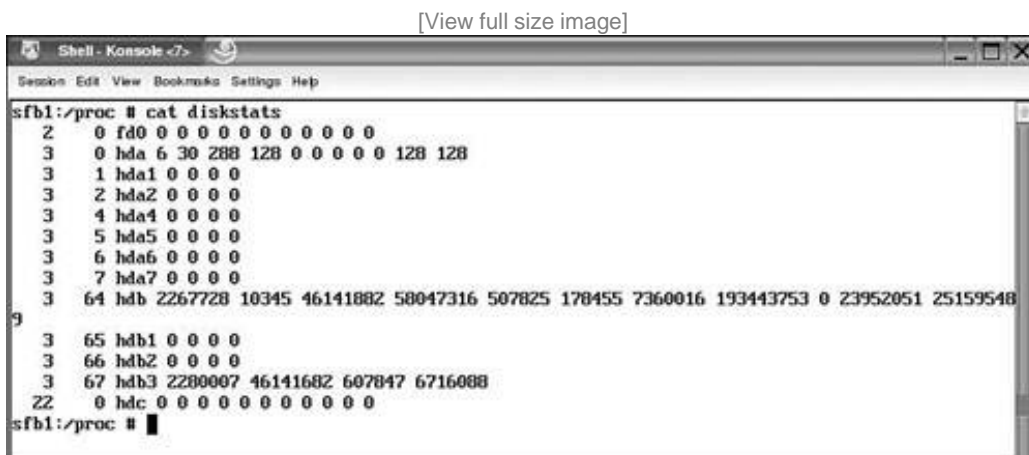 [View full size image]
Shell - Konsole <7>
Session Edit View Bookmarks Settings Help
sfb1:/proc # cat diskstats
2 0 fd0 0 0 0 0 0 0 0 0 0 0 0
3 0 hda 6 30 288 128 0 0 0 0 0 128 128
3 1 hda1 0 0 0 0
3 2 hda2 0 0 0 0
3 4 hda4 0 0 0 0
3 5 hda5 0 0 0 0
3 6 hda6 0 0 0 0
3 7 hda7 0 0 0 0
3 64 hdb 2267728 10345 46141882 58047316 507825 178455 7360016 193443753 0 23952051 25159548
9
3 65 hdb1 0 0 0 0
3 66 hdb2 0 0 0 0
3 67 hdb3 2280007 46141682 607847 6716088
22 0 hdc 0 0 0 0 0 0 0 0 0 0 0
sfb1:/proc #